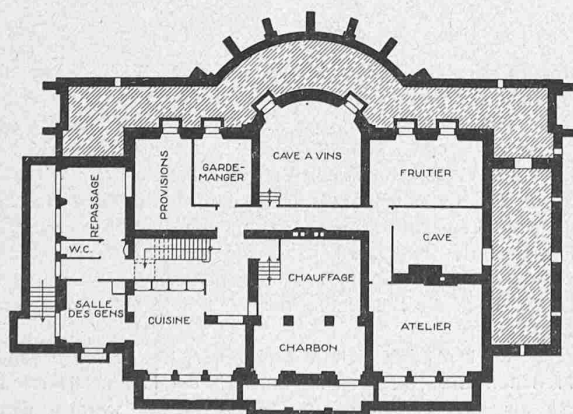 PROVISIONS
GARDE-
MANGER
CAVE A VINS
FRUITIER
REPASSAGE
W.C.
CAVE
CHAUFFAGE
SALLE
DES GENS
CUISINE
CHARBON
ATELIER